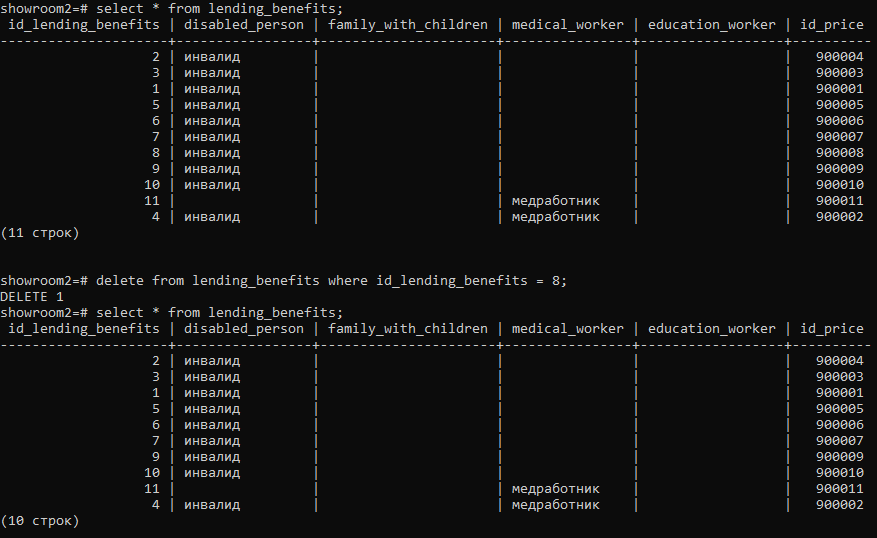 showroom2=# select * from lending_benefits;
 id_lending_benefits | disabled_person | family_with_children | medical_worker | education_worker | id_price
---------------------+-----------------+----------------------+----------------+------------------+----------
                   2 | инвалид         |                      |                |                  |   900004
                   3 | инвалид         |                      |                |                  |   900003
                   1 | инвалид         |                      |                |                  |   900001
                   5 | инвалид         |                      |                |                  |   900005
                   6 | инвалид         |                      |                |                  |   900006
                   7 | инвалид         |                      |                |                  |   900007
                   8 | инвалид         |                      |                |                  |   900008
                   9 | инвалид         |                      |                |                  |   900009
                  10 | инвалид         |                      |                |                  |   900010
                  11 |                 |                      | медработник    |                  |   900011
                   4 | инвалид         |                      | медработник    |                  |   900002
(11 строк)
showroom2=# delete from lending_benefits where id_lending_benefits = 8;
DELETE 1
showroom2=# select * from lending_benefits;
 id_lending_benefits | disabled_person | family_with_children | medical_worker | education_worker | id_price
---------------------+-----------------+----------------------+----------------+------------------+----------
                   2 | инвалид         |                      |                |                  |   900004
                   3 | инвалид         |                      |                |                  |   900003
                   1 | инвалид         |                      |                |                  |   900001
                   5 | инвалид         |                      |                |                  |   900005
                   6 | инвалид         |                      |                |                  |   900006
                   7 | инвалид         |                      |                |                  |   900007
                   9 | инвалид         |                      |                |                  |   900009
                  10 | инвалид         |                      |                |                  |   900010
                  11 |                 |                      | медработник    |                  |   900011
                   4 | инвалид         |                      | медработник    |                  |   900002
(10 строк)